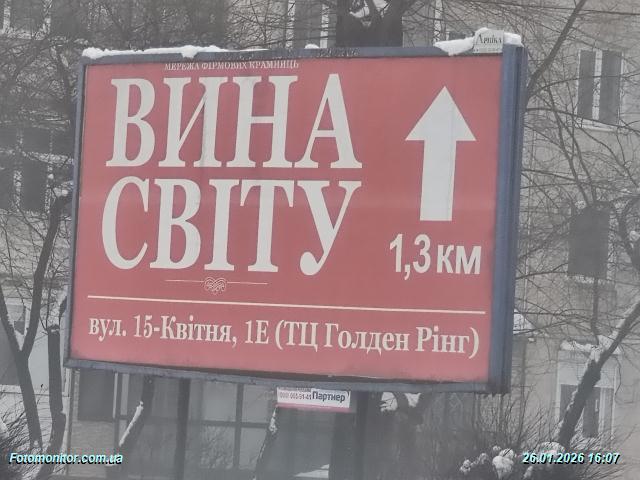 Арніка
МЕРЕЖА ФІРМОВИХ КРАМНИЦЬ
ВИНА
СВІТУ
1,3 км
вул. 15-Квітня, 1Е (ТЦ Голден Рінг)
Партнер
Fotomonitor.com.ua
26.01.2026 16:07